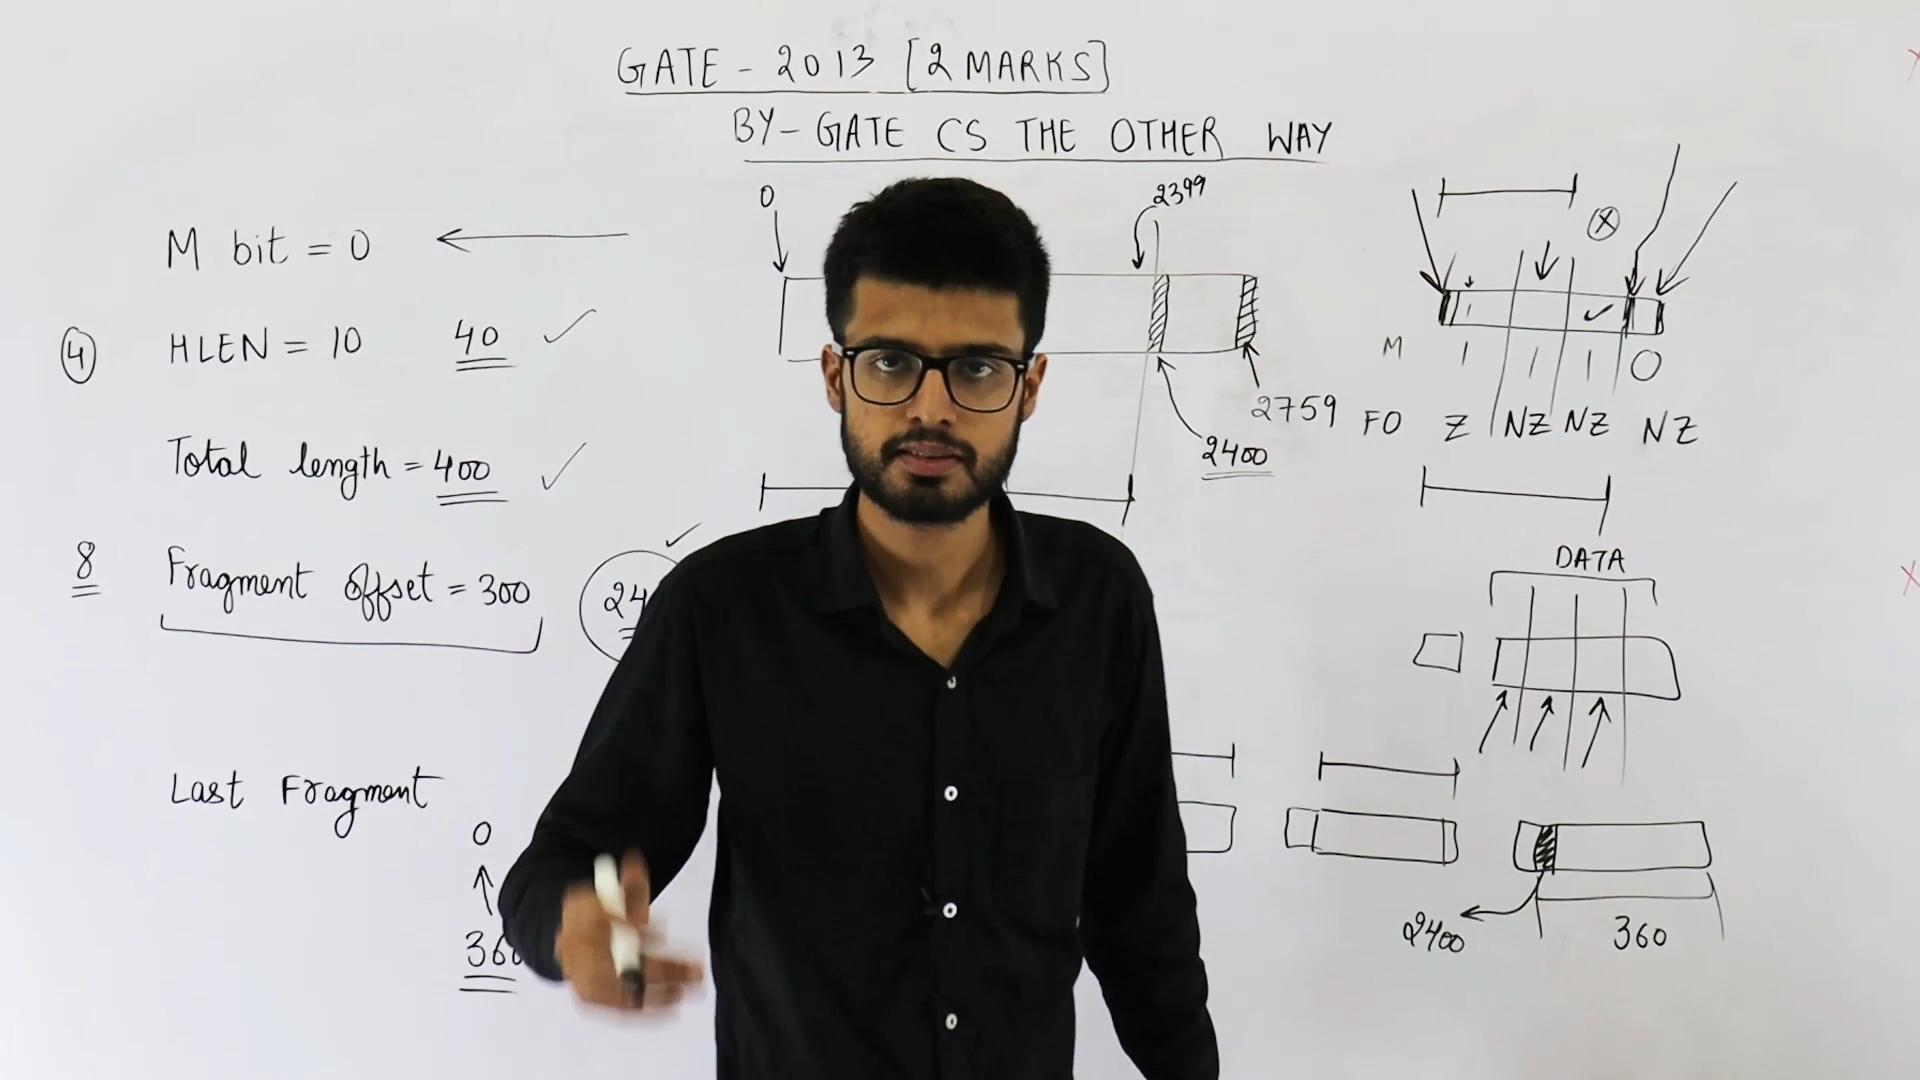 GATE - 2013 [2 MARKS]
BY- GATE CS THE OTHER WAY
M bit = 0
4 HLEN = 10 40
Total length = 400
8 Fragment offset = 300
24
Last Fragment
0
360
0
2399
2759
2400
M 1 1 1 0
FO Z NZ NZ NZ
DATA
2400
360